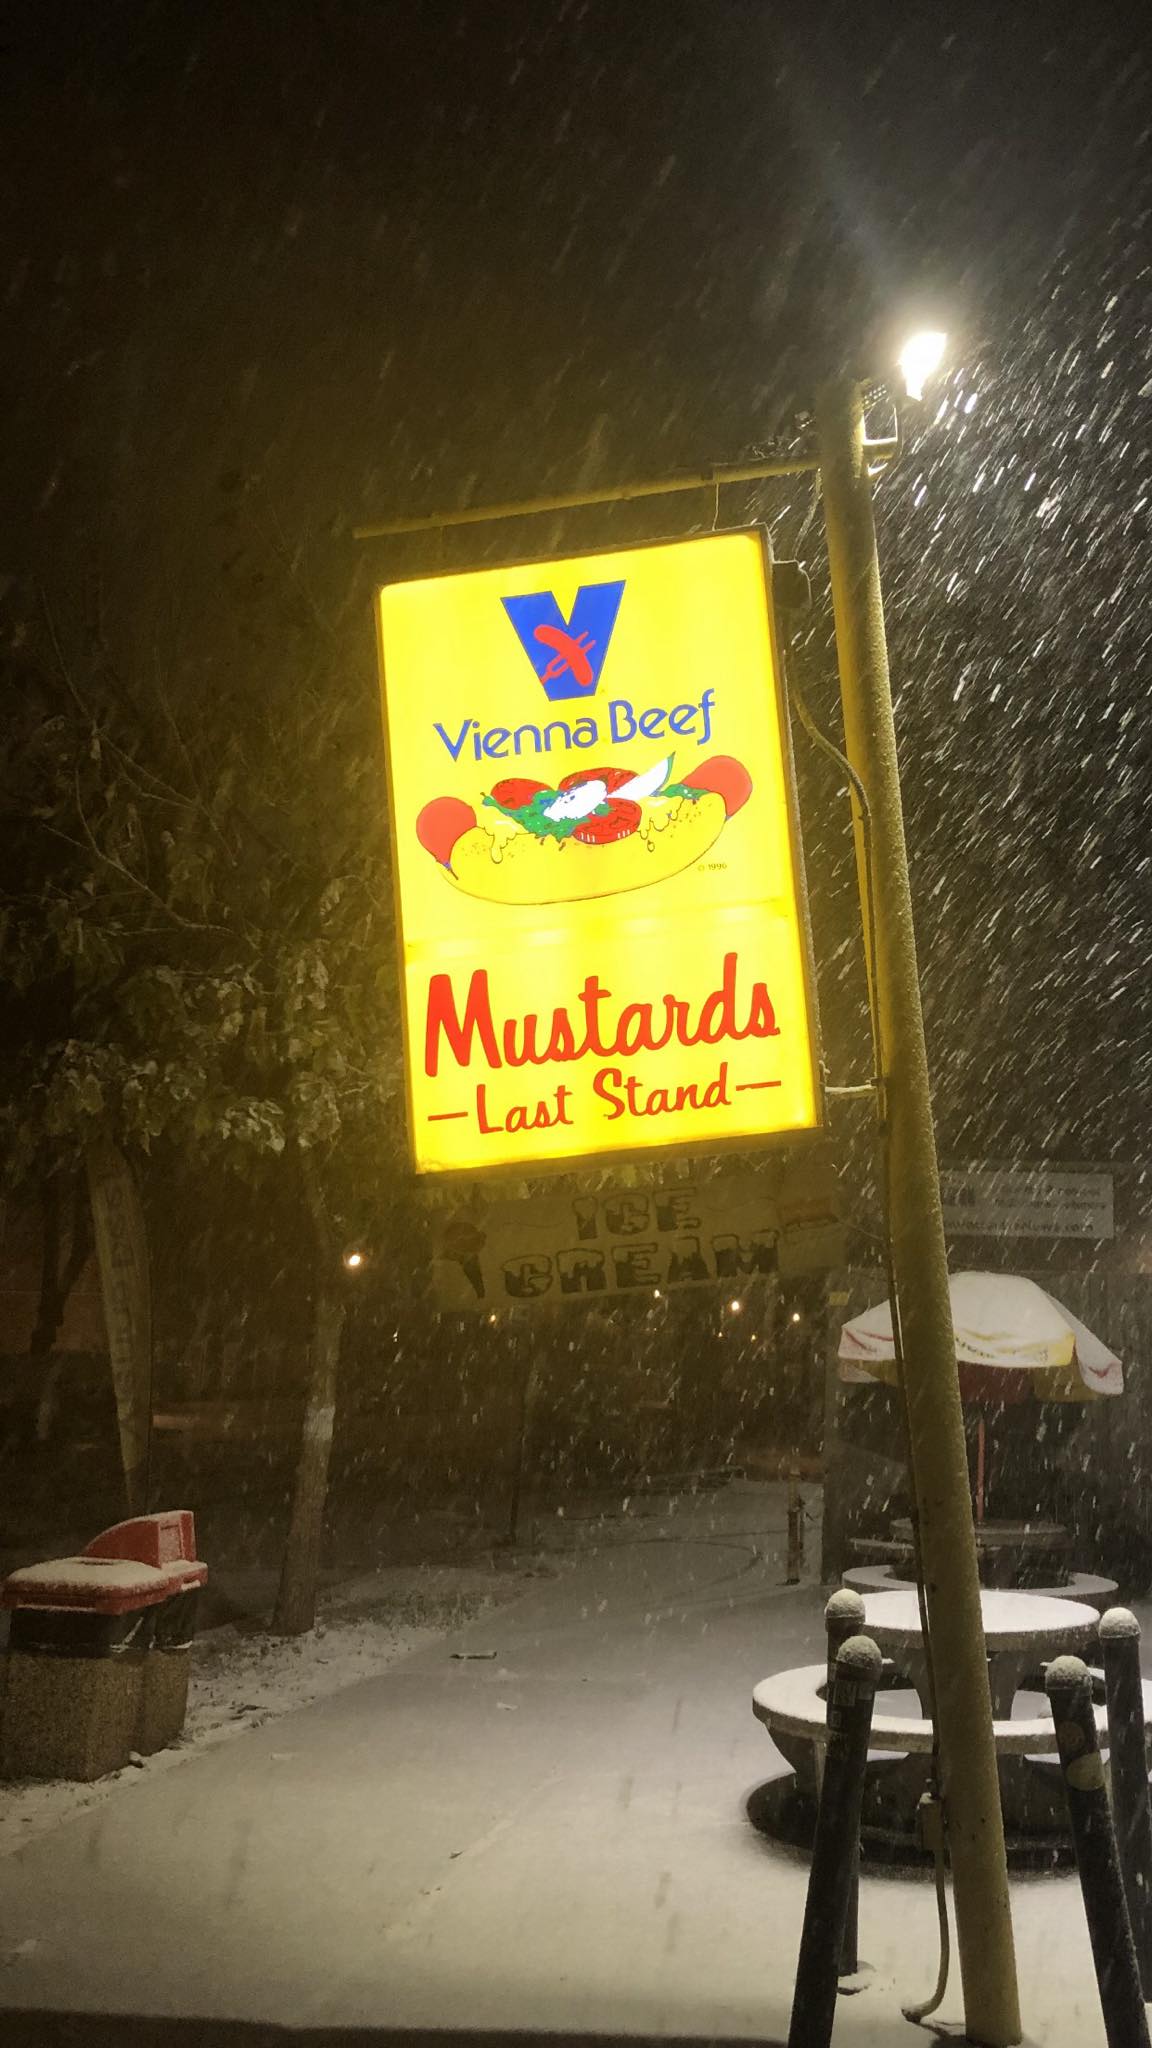 V
Vienna Beef
© 1996
Mustards
—Last Stand—
ICE
CREAM